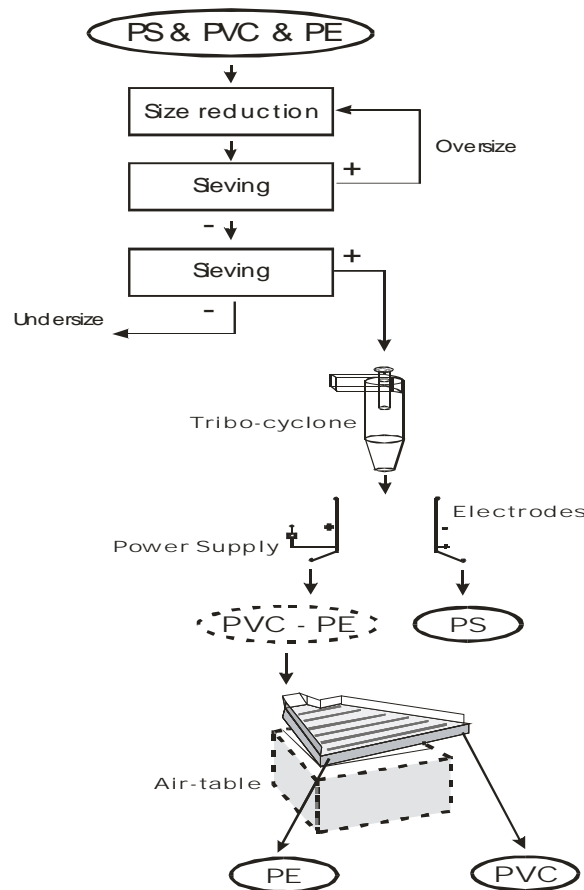 PS & PVC & PE
Size reduction
Oversize
+
Sieving
-
+
Sieving
-
Undersize
Tribo-cyclone
Electrodes
+
-
Power Supply
PVC - PE
PS
Air-table
PE
PVC